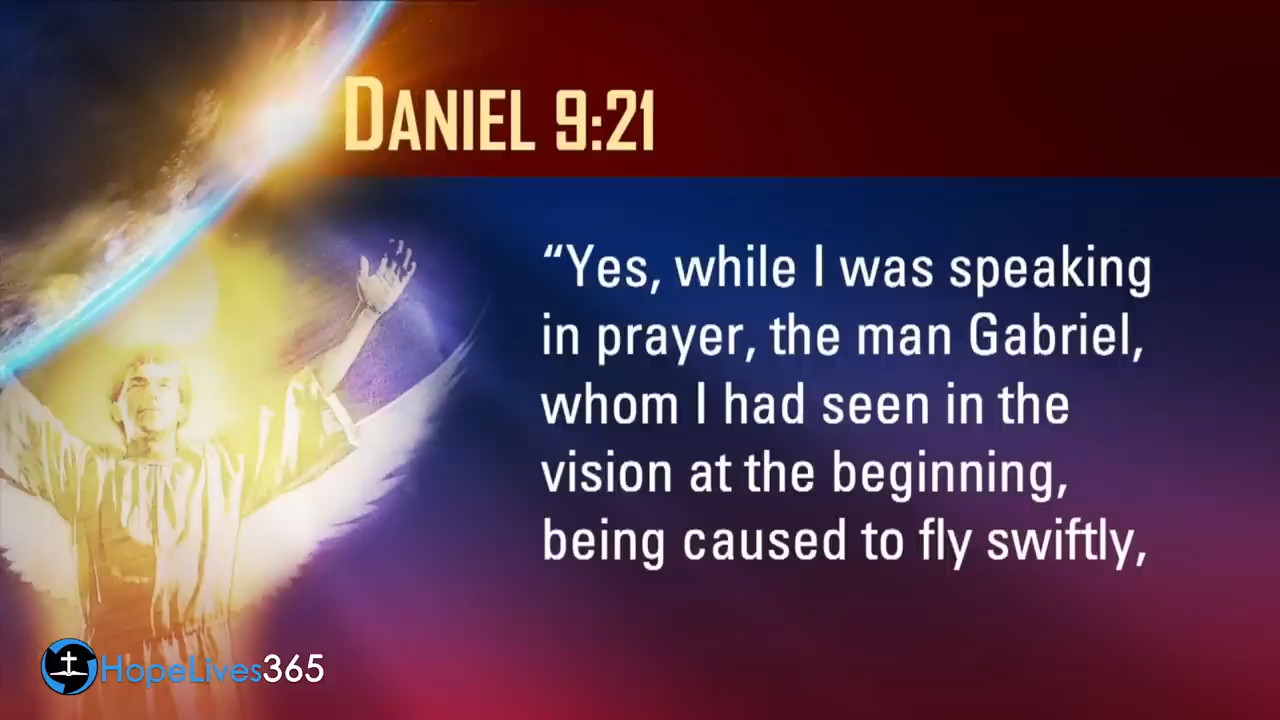 DANIEL 9:21
“Yes, while I was speaking
in prayer, the man Gabriel,
whom I had seen in the
vision at the beginning,
being caused to fly swiftly,
HopeLives365